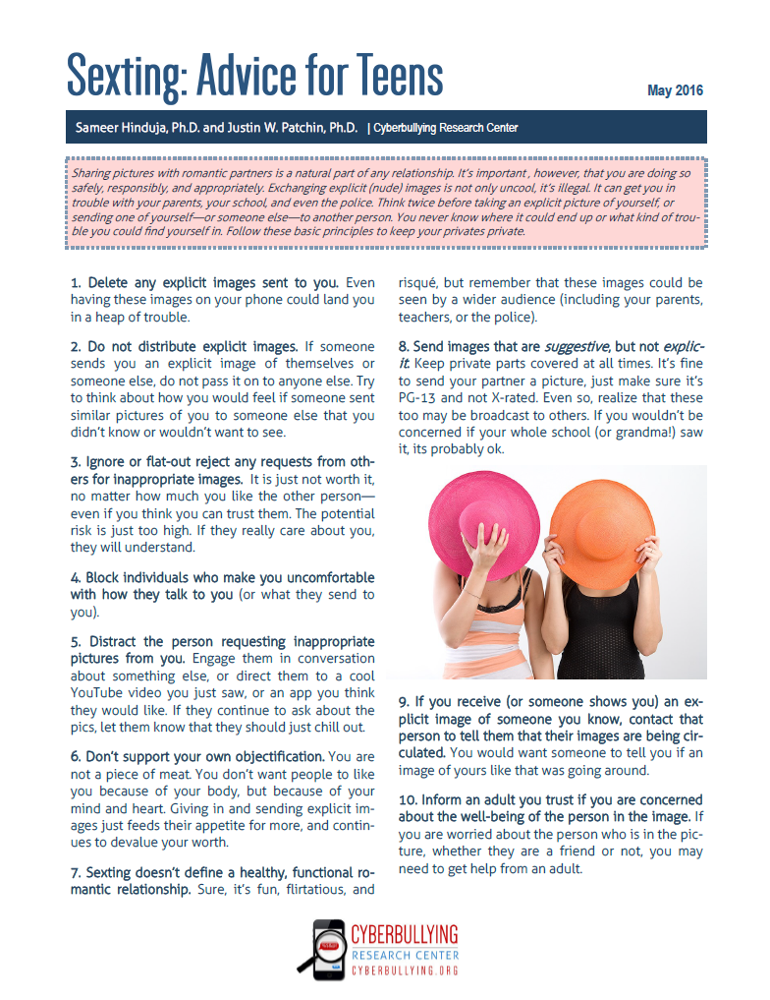 Sexting: Advice for Teens
May 2016
Sameer Hinduja, Ph.D. and Justin W. Patchin, Ph.D. | Cyberbullying Research Center
Sharing pictures with romantic partners is a natural part of any relationship. It's important, however, that you are doing so
safely, responsibly, and appropriately. Exchanging explicit (nude) images is not only uncool, it's illegal. It can get you in
trouble with your parents, your school, and even the police. Think twice before taking an explicit picture of yourself, or
sending one of yourself—or someone else—to another person. You never know where it could end up or what kind of trou-
ble you could find yourself in. Follow these basic principles to keep your privates private.
1. Delete any explicit images sent to you. Even
having these images on your phone could land you
in a heap of trouble.
2. Do not distribute explicit images. If someone
sends you an explicit image of themselves or
someone else, do not pass it on to anyone else. Try
to think about how you would feel if someone sent
similar pictures of you to someone else that you
didn't know or wouldn't want to see.
3. Ignore or flat-out reject any requests from oth-
ers for inappropriate images. It is just not worth it,
no matter how much you like the other person—
even if you think you can trust them. The potential
risk is just too high. If they really care about you,
they will understand.
4. Block individuals who make you uncomfortable
with how they talk to you (or what they send to
you).
5. Distract the person requesting inappropriate
pictures from you. Engage them in conversation
about something else, or direct them to a cool
YouTube video you just saw, or an app you think
they would like. If they continue to ask about the
pics, let them know that they should just chill out.
6. Don't support your own objectification. You are
not a piece of meat. You don't want people to like
you because of your body, but because of your
mind and heart. Giving in and sending explicit im-
ages just feeds their appetite for more, and contin-
ues to devalue your worth.
7. Sexting doesn't define a healthy, functional ro-
mantic relationship. Sure, it's fun, flirtatious, and
risqué, but remember that these images could be
seen by a wider audience (including your parents,
teachers, or the police).
8. Send images that are suggestive, but not explic-
it. Keep private parts covered at all times. It's fine
to send your partner a picture, just make sure it's
PG-13 and not X-rated. Even so, realize that these
too may be broadcast to others. If you wouldn't be
concerned if your whole school (or grandma!) saw
it, its probably ok.
9. If you receive (or someone shows you) an ex-
plicit image of someone you know, contact that
person to tell them that their images are being cir-
culated. You would want someone to tell you if an
image of yours like that was going around.
10. Inform an adult you trust if you are concerned
about the well-being of the person in the image. If
you are worried about the person who is in the pic-
ture, whether they are a friend or not, you may
need to get help from an adult.
CYBERBULLYING
RESEARCH CENTER
CYBERBULLYING.ORG